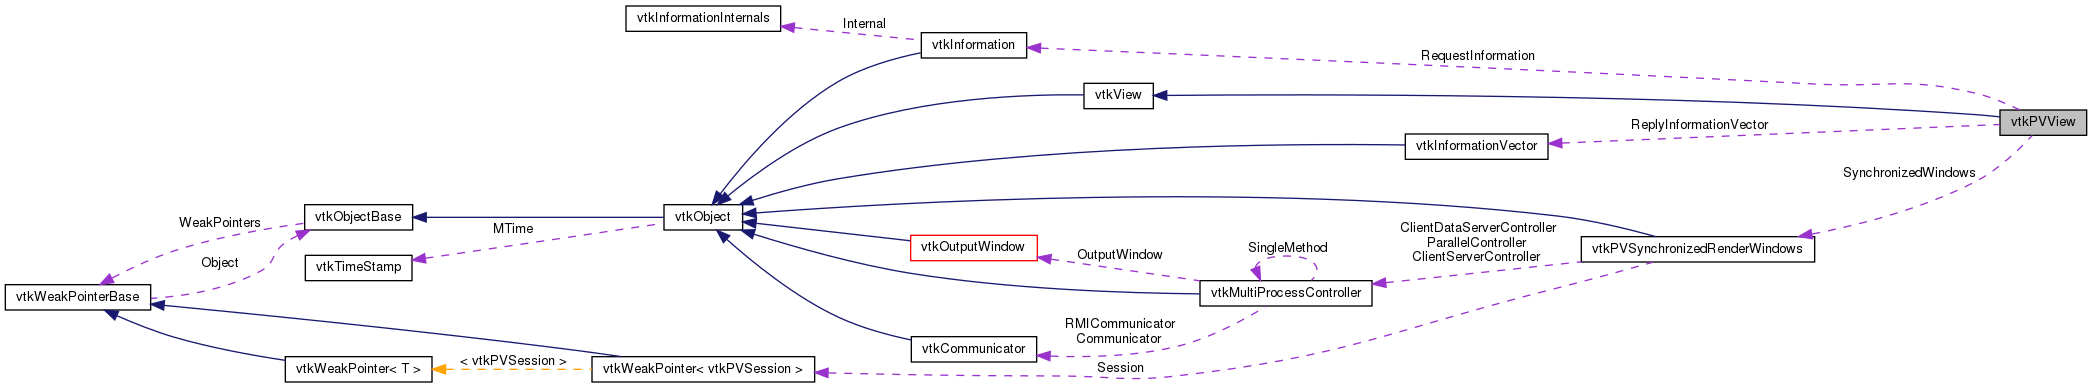 vtkInformationInternals
Internal
vtkInformation
RequestInformation
vtkView
vtkPVView
ReplyInformationVector
vtkInformationVector
SynchronizedWindows
WeakPointers
vtkObjectBase
vtkObject
MTime
ClientDataServerController
ParallelController
ClientServerController
vtkOutputWindow
SingleMethod
vtkPVSynchronizedRenderWindows
OutputWindow
Object
vtkTimeStamp
vtkWeakPointerBase
vtkMultiProcessController
RMICommunicator
Communicator
vtkCommunicator
< vtkPVSession >
vtkWeakPointer< T >
vtkWeakPointer< vtkPVSession >
Session